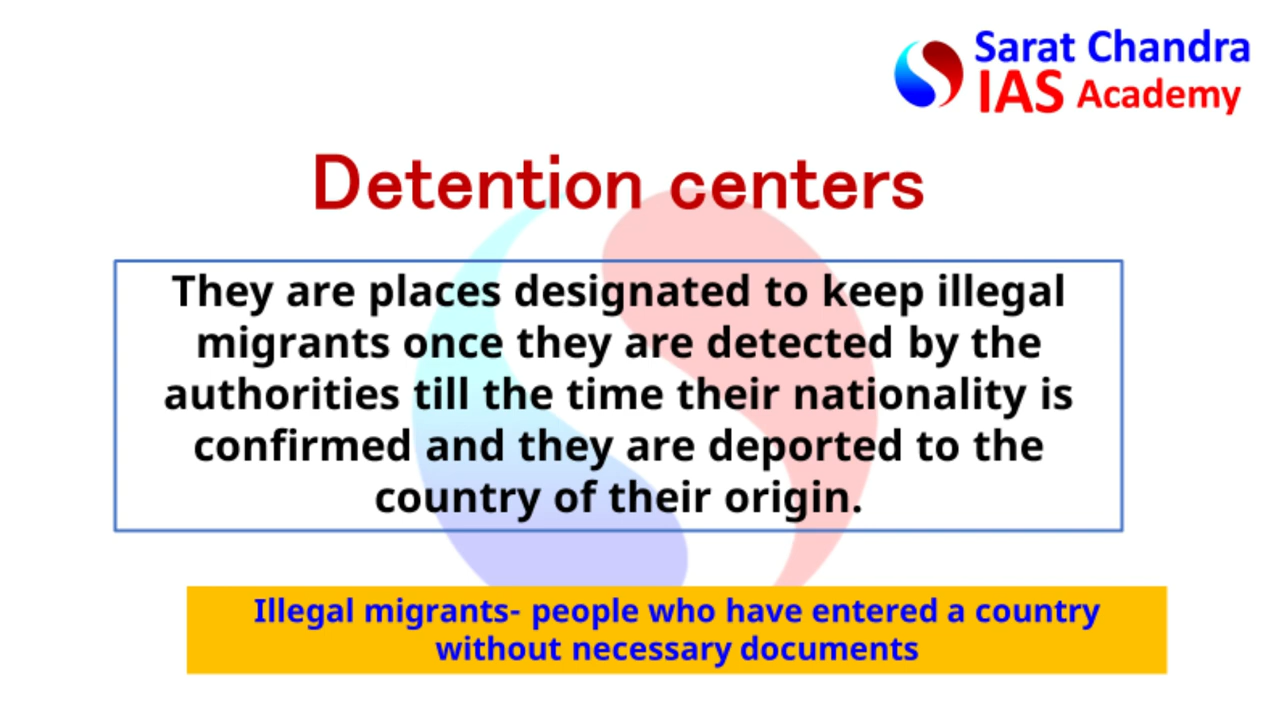 Sarat Chandra
IAS Academy
Detention centers
They are places designated to keep illegal
migrants once they are detected by the
authorities till the time their nationality is
confirmed and they are deported to the
country of their origin.
Illegal migrants- people who have entered a country
without necessary documents